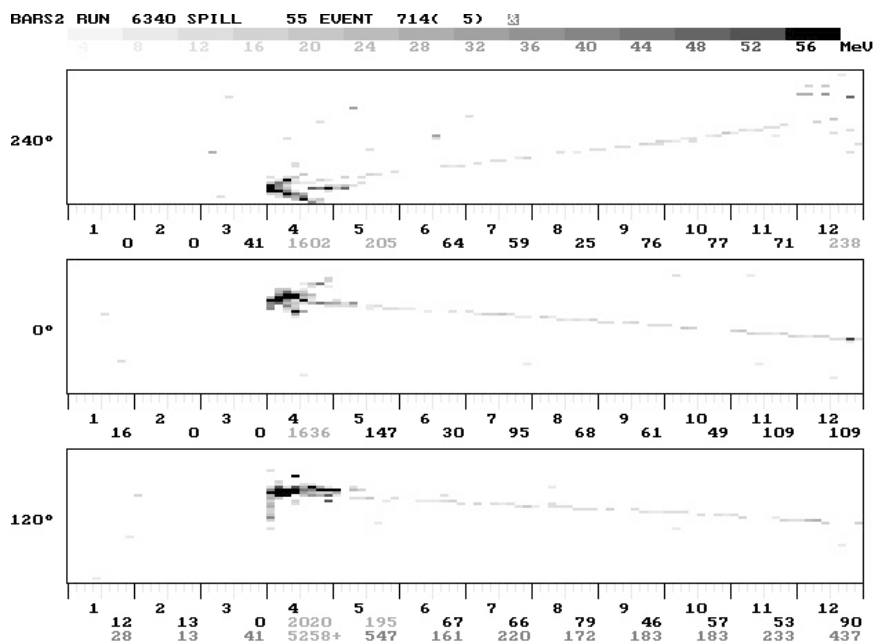 BARS2 RUN 6340 SPILL 55 EVENT 714( 5) &
4 8 12 16 20 24 28 32 36 40 44 48 52 56 MeV
240°
1 2 3 4 5 6 7 8 9 10 11 12
0 0 41 1602 205 64 59 25 76 77 71 238
0°
1 2 3 4 5 6 7 8 9 10 11 12
16 0 0 1636 147 30 95 68 61 49 109 109
120°
1 2 3 4 5 6 7 8 9 10 11 12
12 13 0 2020 195 67 66 79 46 57 53 90
28 13 41 5258+ 547 161 220 172 183 183 233 437